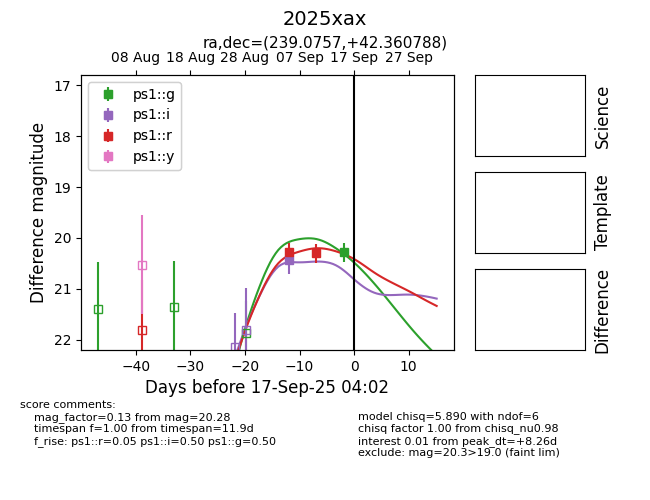 2025xax
ra,dec=(239.0757,+42.360788)
08 Aug 18 Aug 28 Aug 07 Sep 17 Sep 27 Sep
17
18
19
20
21
22
Difference magnitude
ps1::g
ps1::i
ps1::r
ps1::y
−40 −30 −20 −10 0 10
Days before 17-Sep-25 04:02
Science
Template
Difference
score comments:
mag_factor=0.13 from mag=20.28
timespan f=1.00 from timespan=11.9d
f_rise: ps1::r=0.05 ps1::i=0.50 ps1::g=0.50
model chisq=5.890 with ndof=6
chisq factor 1.00 from chisq_nu0.98
interest 0.01 from peak_dt=+8.26d
exclude: mag=20.3>19.0 (faint lim)